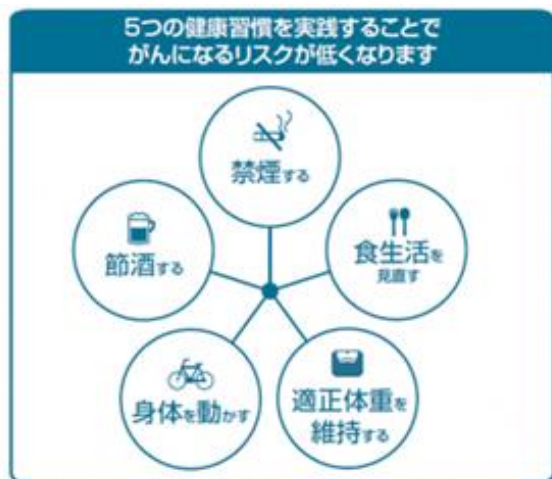 5つの健康習慣を実践することで
がんになるリスクが低くなります
禁煙する
食生活を
見直す
適正体重を
維持する
身体を動かす
節酒する